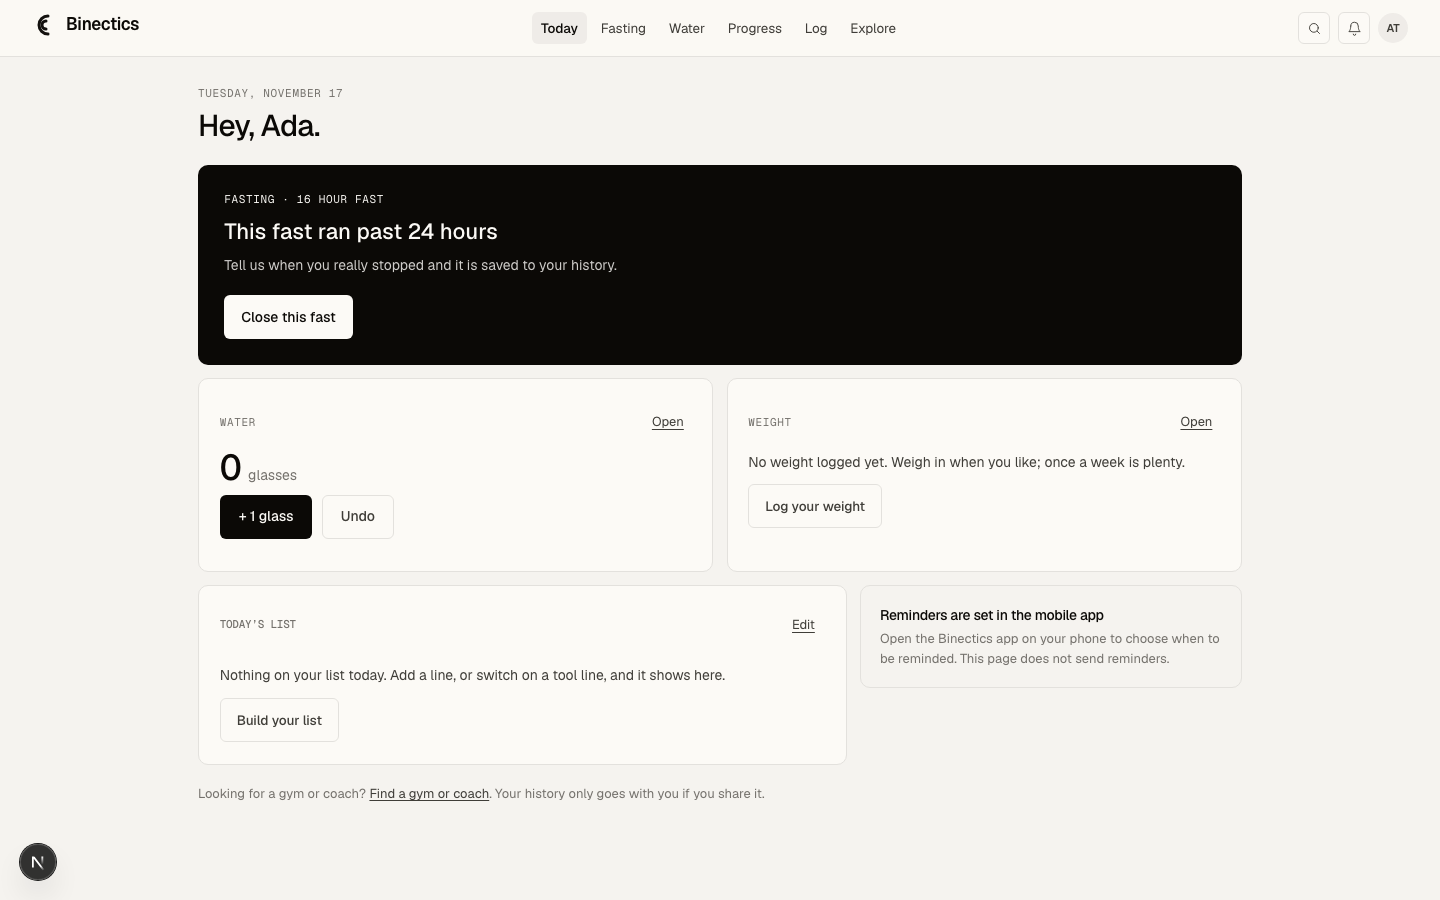 Binectics
Today
Fasting
Water
Progress
Log
Explore
AT
TUESDAY, NOVEMBER 17
Hey, Ada.
FASTING · 16 HOUR FAST
This fast ran past 24 hours
Tell us when you really stopped and it is saved to your history.
Close this fast
WATER
Open
0 glasses
+ 1 glass
Undo
WEIGHT
Open
No weight logged yet. Weigh in when you like; once a week is plenty.
Log your weight
TODAY'S LIST
Edit
Nothing on your list today. Add a line, or switch on a tool line, and it shows here.
Build your list
Reminders are set in the mobile app
Open the Binectics app on your phone to choose when to
be reminded. This page does not send reminders.
Looking for a gym or coach? Find a gym or coach. Your history only goes with you if you share it.
N